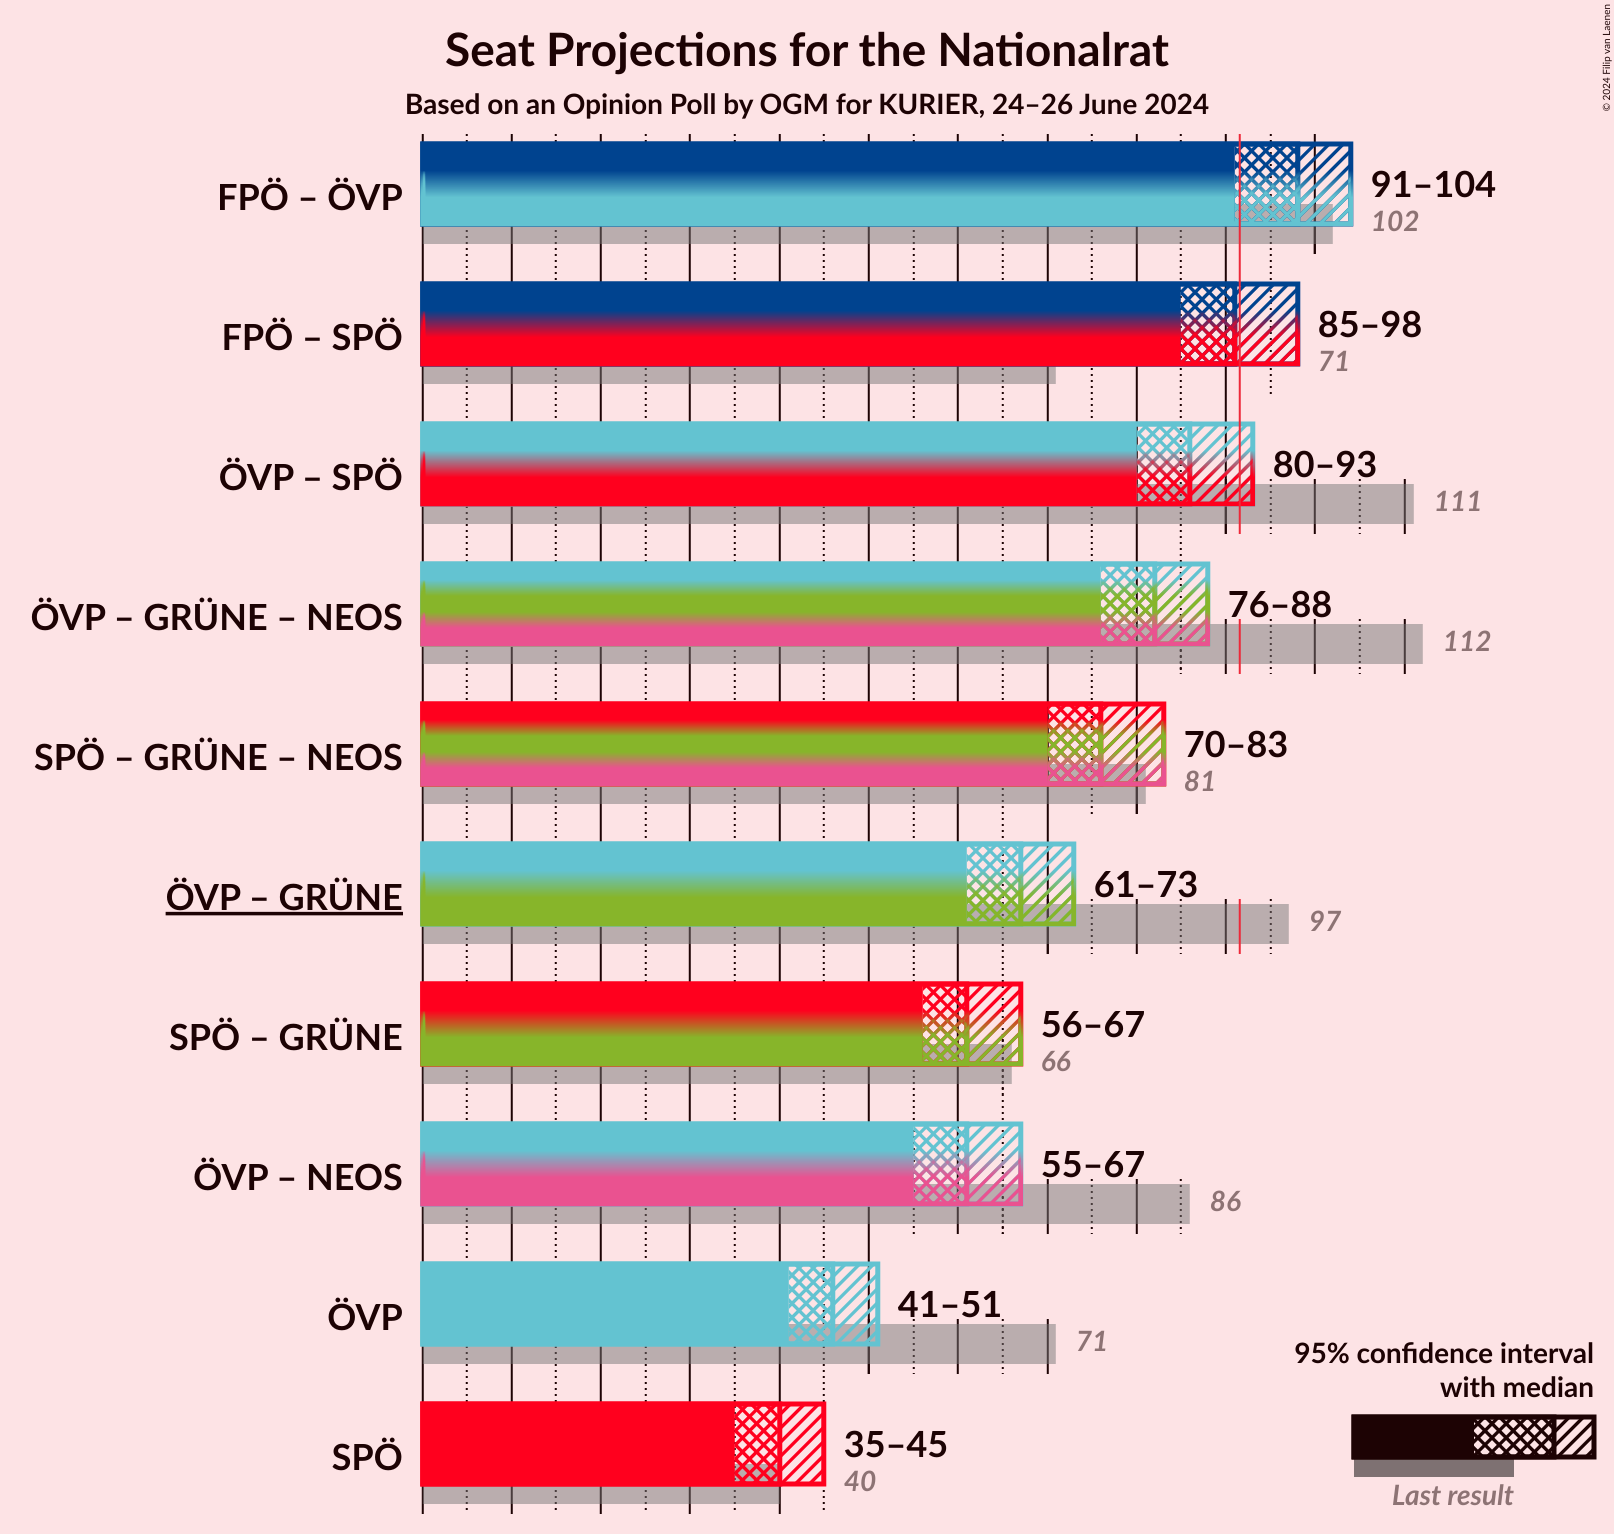 Seat Projections for the Nationalrat
Based on an Opinion Poll by OGM for KURIER, 24–26 June 2024
© 2024 Filip van Laenen
FPÖ – ÖVP
91–104
102
FPÖ – SPÖ
85–98
71
ÖVP – SPÖ
80–93
111
ÖVP – GRÜNE – NEOS
76–88
112
SPÖ – GRÜNE – NEOS
70–83
81
ÖVP – GRÜNE
61–73
97
SPÖ – GRÜNE
56–67
66
ÖVP – NEOS
55–67
86
ÖVP
41–51
71
SPÖ
35–45
40
95% confidence interval
with median
Last result